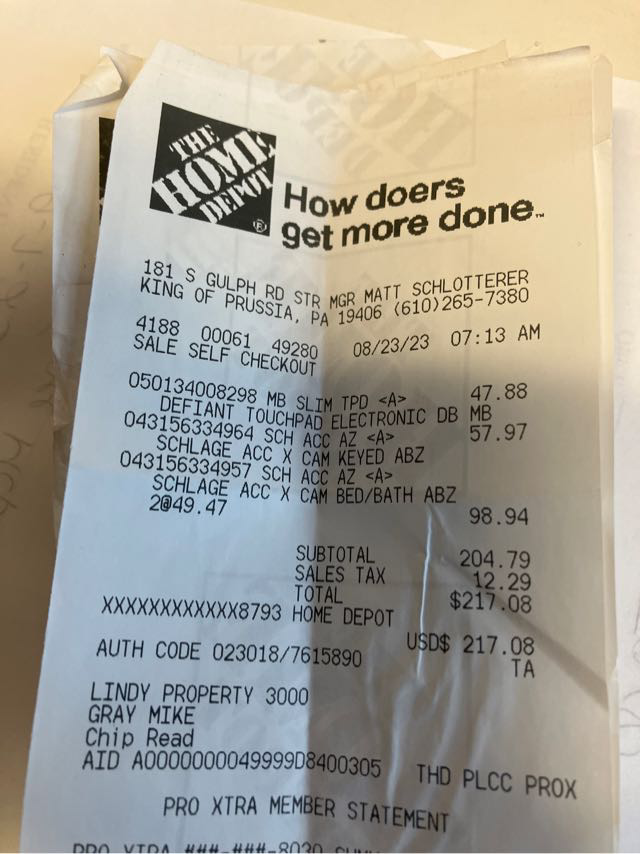 THE
HOME
DEPOT
®
How doers
get more done.™
181 S GULPH RD STR MGR MATT SCHLOTTERER
KING OF PRUSSIA, PA 19406 (610)265-7380
4188 00061 49280 08/23/23 07:13 AM
SALE SELF CHECKOUT
050134008298 MB SLIM TPD <A> 47.88
DEFIANT TOUCHPAD ELECTRONIC DB MB
043156334964 SCH ACC AZ <A> 57.97
SCHLAGE ACC X CAM KEYED ABZ
043156334957 SCH ACC AZ <A>
SCHLAGE ACC X CAM BED/BATH ABZ
2@49.47 98.94
SUBTOTAL 204.79
SALES TAX 12.29
TOTAL $217.08
XXXXXXXXXXXX8793 HOME DEPOT
USD$ 217.08
AUTH CODE 023018/7615890 TA
LINDY PROPERTY 3000
GRAY MIKE
Chip Read
AID A0000000049999D8400305 THD PLCC PROX
PRO XTRA MEMBER STATEMENT
PRO XTRA ###-###-8030